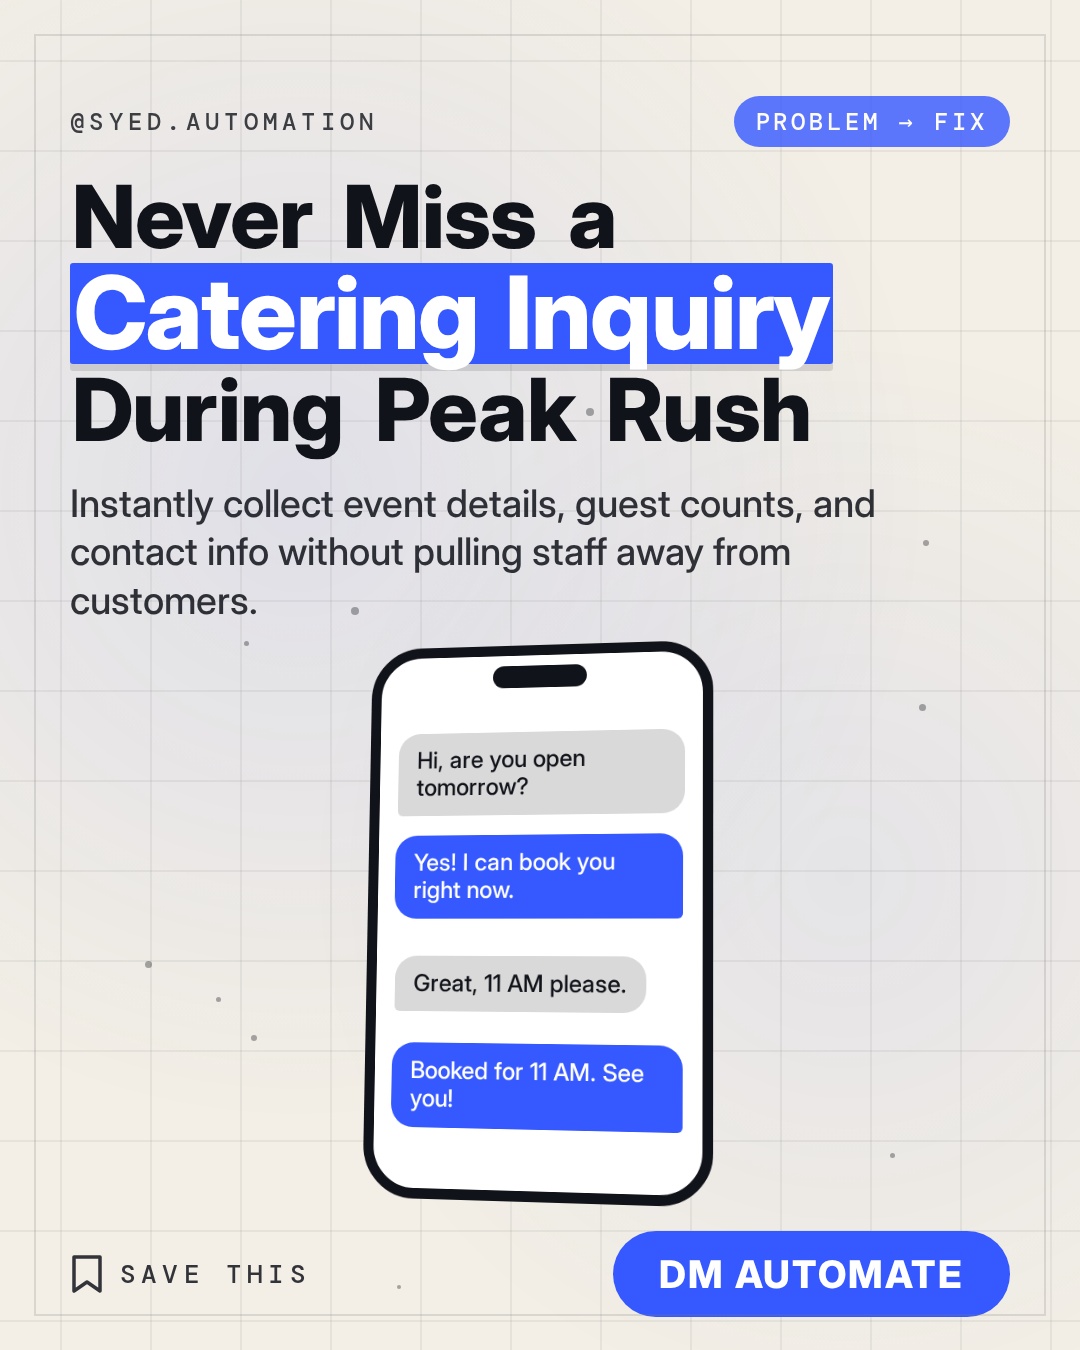 @SYED.AUTOMATION
PROBLEM → FIX
Never Miss a
Catering Inquiry
During Peak Rush
Instantly collect event details, guest counts, and
contact info without pulling staff away from
customers.
Hi, are you open
tomorrow?
Yes! I can book you
right now.
Great, 11 AM please.
Booked for 11 AM. See
you!
SAVE THIS
DM AUTOMATE